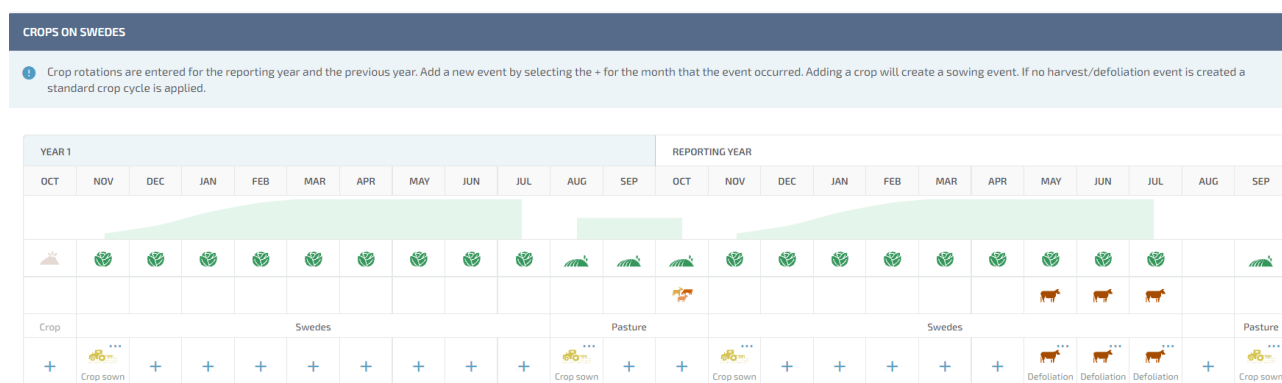 CROPS ON SWEDES
Crop rotations are entered for the reporting year and the previous year. Add a new event by selecting the + for the month that the event occurred. Adding a crop will create a sowing event. If no harvest/defoliation event is created a
standard crop cycle is applied.
YEAR 1 REPORTING YEAR
OCT NOV DEC JAN FEB MAR APR MAY JUN JUL AUG SEP OCT NOV DEC JAN FEB MAR APR MAY JUN JUL AUG SEP
Crop Swedes Pasture Swedes Pasture
+ + + + + + + + + + + + + + + + +
Crop sown Crop sown Crop sown Defoliation Defoliation Defoliation Crop sown